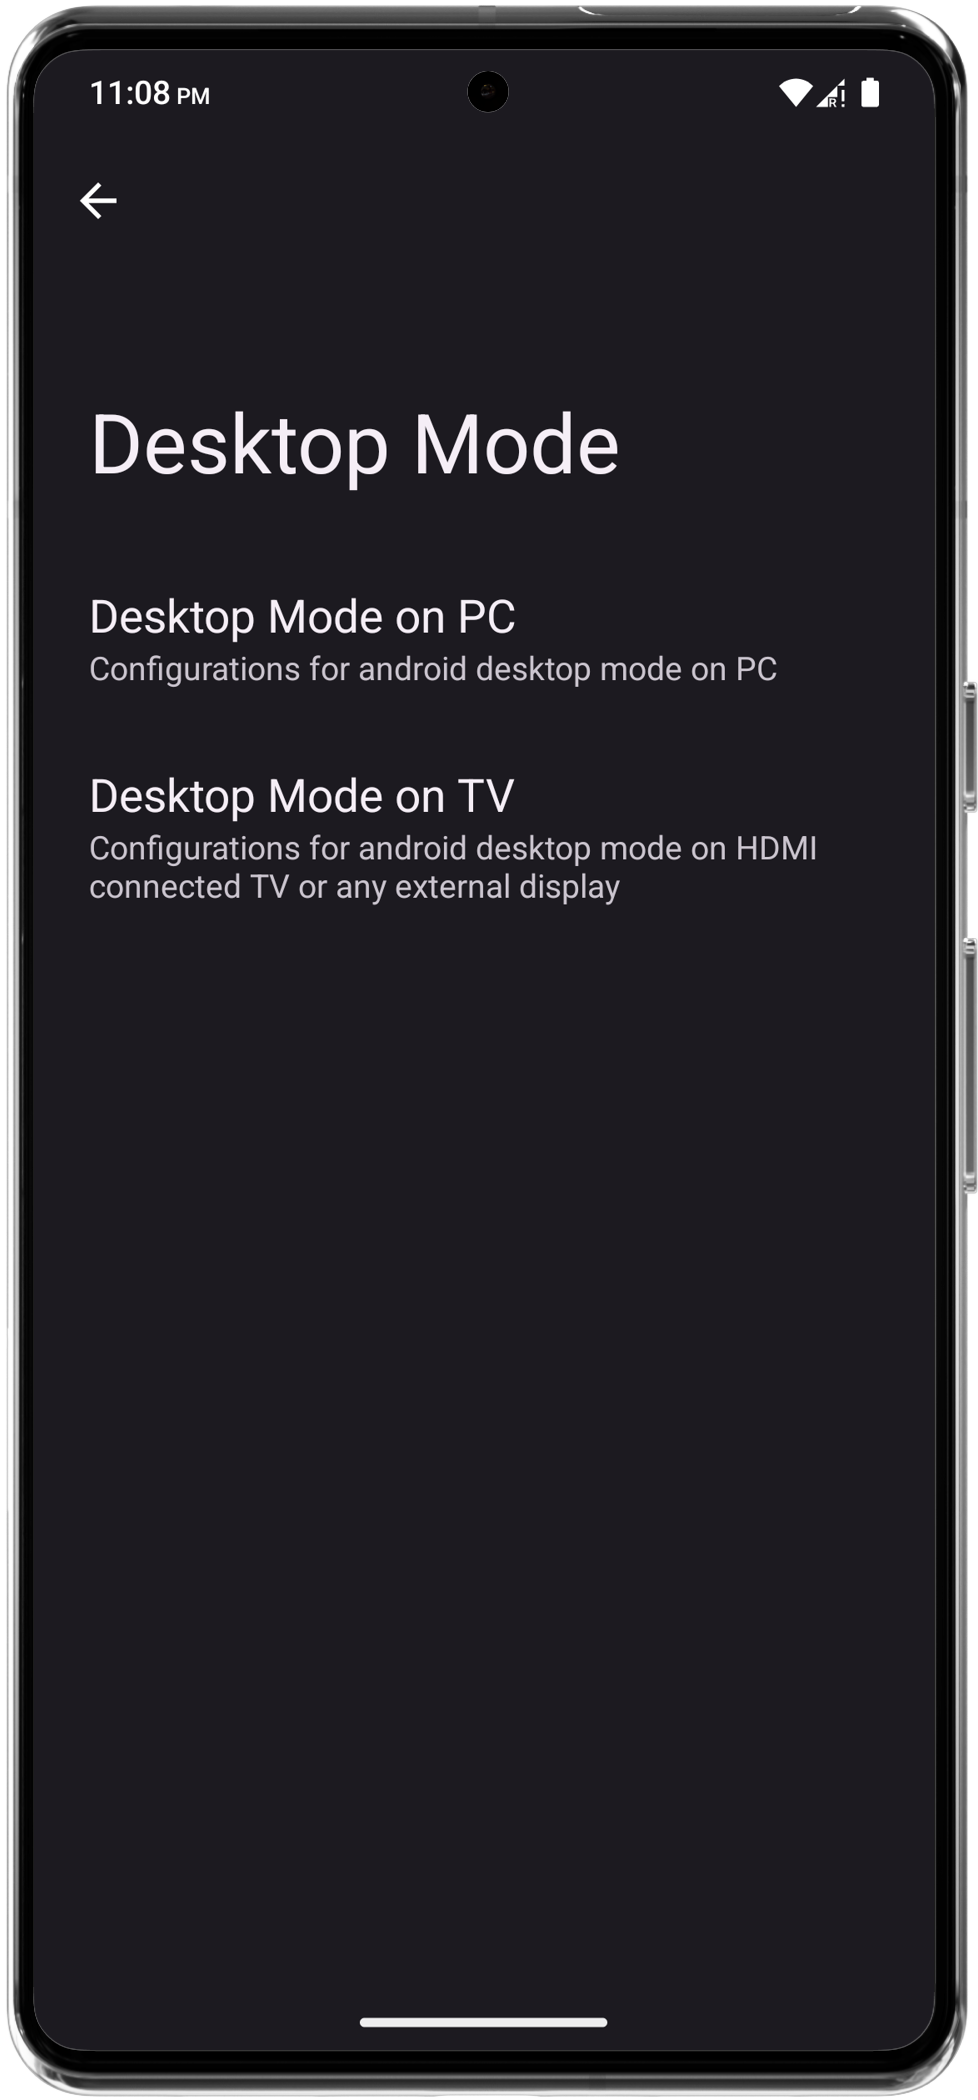 11:08 PM
R
Desktop Mode
Desktop Mode on PC
Configurations for android desktop mode on PC
Desktop Mode on TV
Configurations for android desktop mode on HDMI
connected TV or any external display